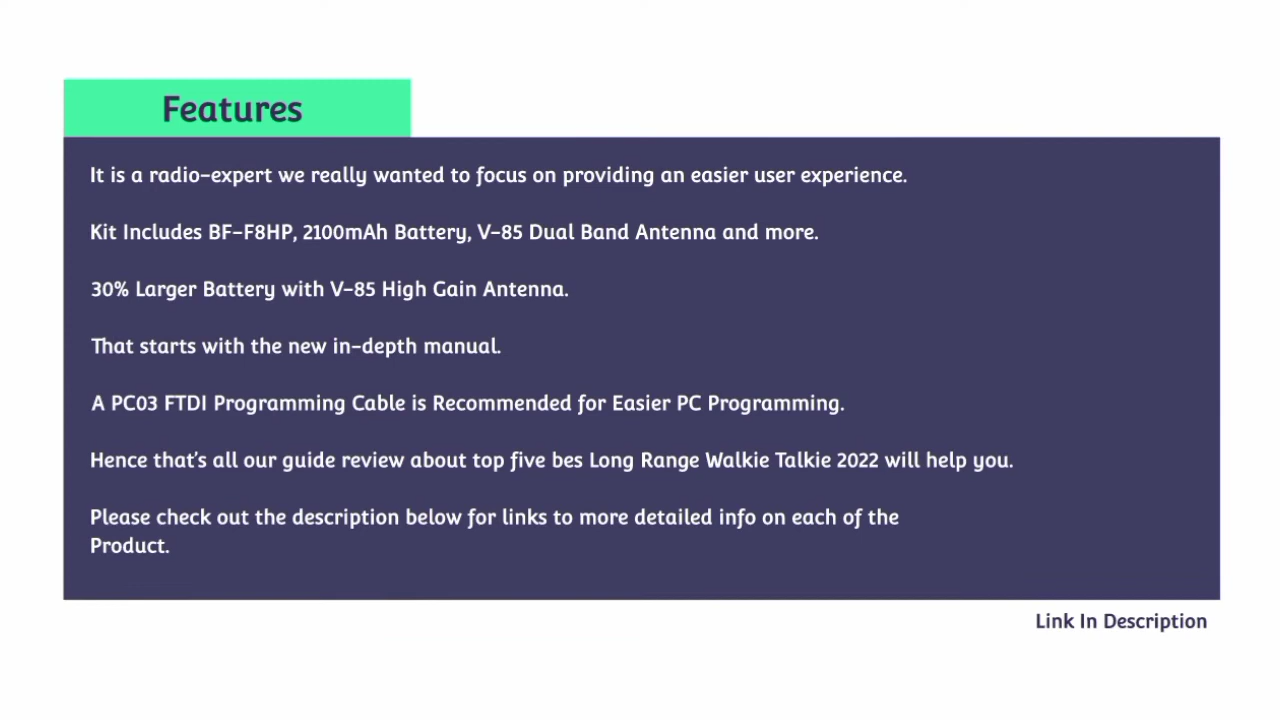 Features
It is a radio-expert we really wanted to focus on providing an easier user experience.
Kit Includes BF-F8HP, 2100mAh Battery, V-85 Dual Band Antenna and more.
30% Larger Battery with V-85 High Gain Antenna.
That starts with the new in-depth manual.
A PC03 FTDI Programming Cable is Recommended for Easier PC Programming.
Hence that's all our guide review about top five bes Long Range Walkie Talkie 2022 will help you.
Please check out the description below for links to more detailed info on each of the
Product.
Link In Description